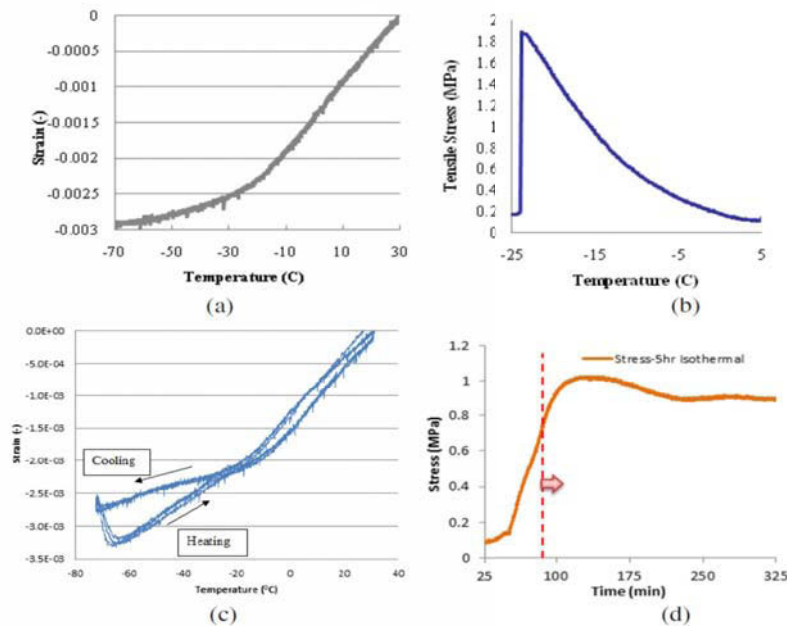 0
-0.0005
-0.001
-0.0015
-0.002
-0.0025
-0.003
Strain (-)
-70 -50 -30 -10 10 30
Temperature (C)
(a)
2
1.8
1.6
1.4
1.2
1
0.8
0.6
0.4
0.2
0
Tensile Stress (MPa)
-25 -15 -5 5
Temperature (C)
(b)
0.0E+00
-5.0E-04
-1.0E-03
-1.5E-03
-2.0E-03
-2.5E-03
-3.0E-03
-3.5E-03
Strain (-)
Cooling
Heating
-80 -60 -40 -20 0 20 40
Temperature (°C)
(c)
1.2
1
0.8
0.6
0.4
0.2
0
Stress (MPa)
Stress-5hr Isothermal
25 100 175 250 325
Time (min)
(d)